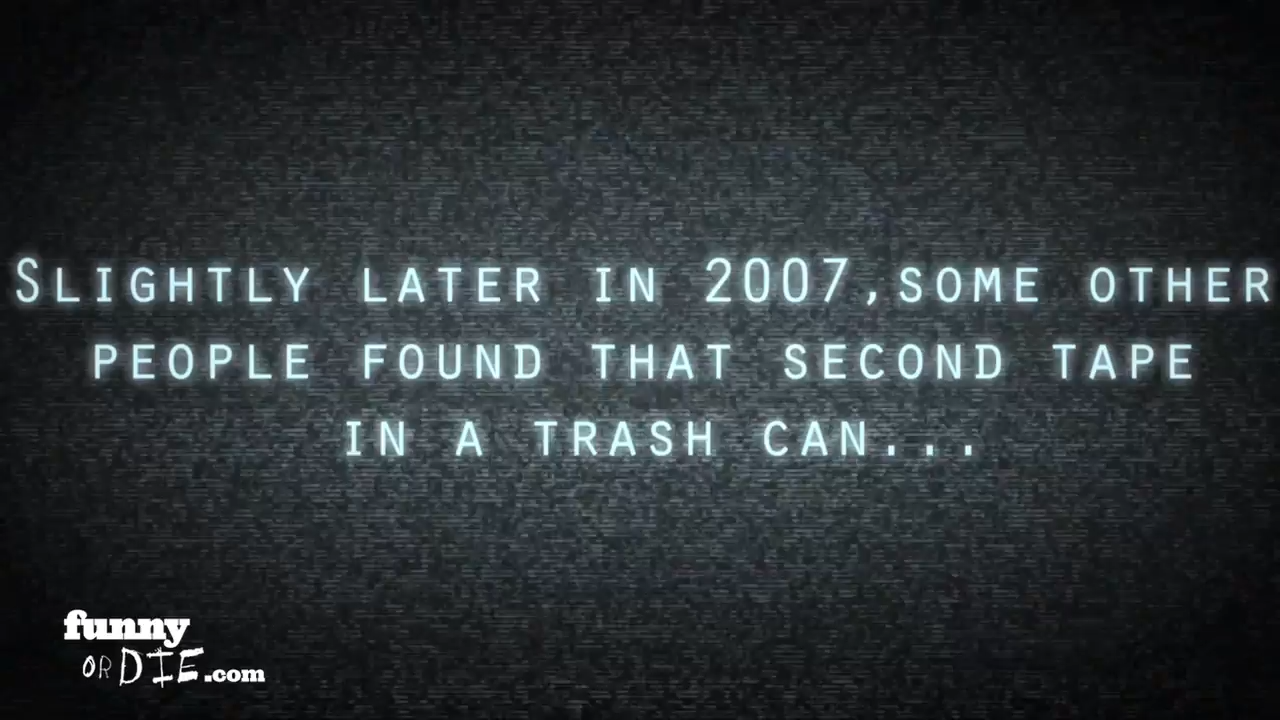 Slightly later in 2007,some other
people found that second tape
in a trash can...
funny
OR DIE.com